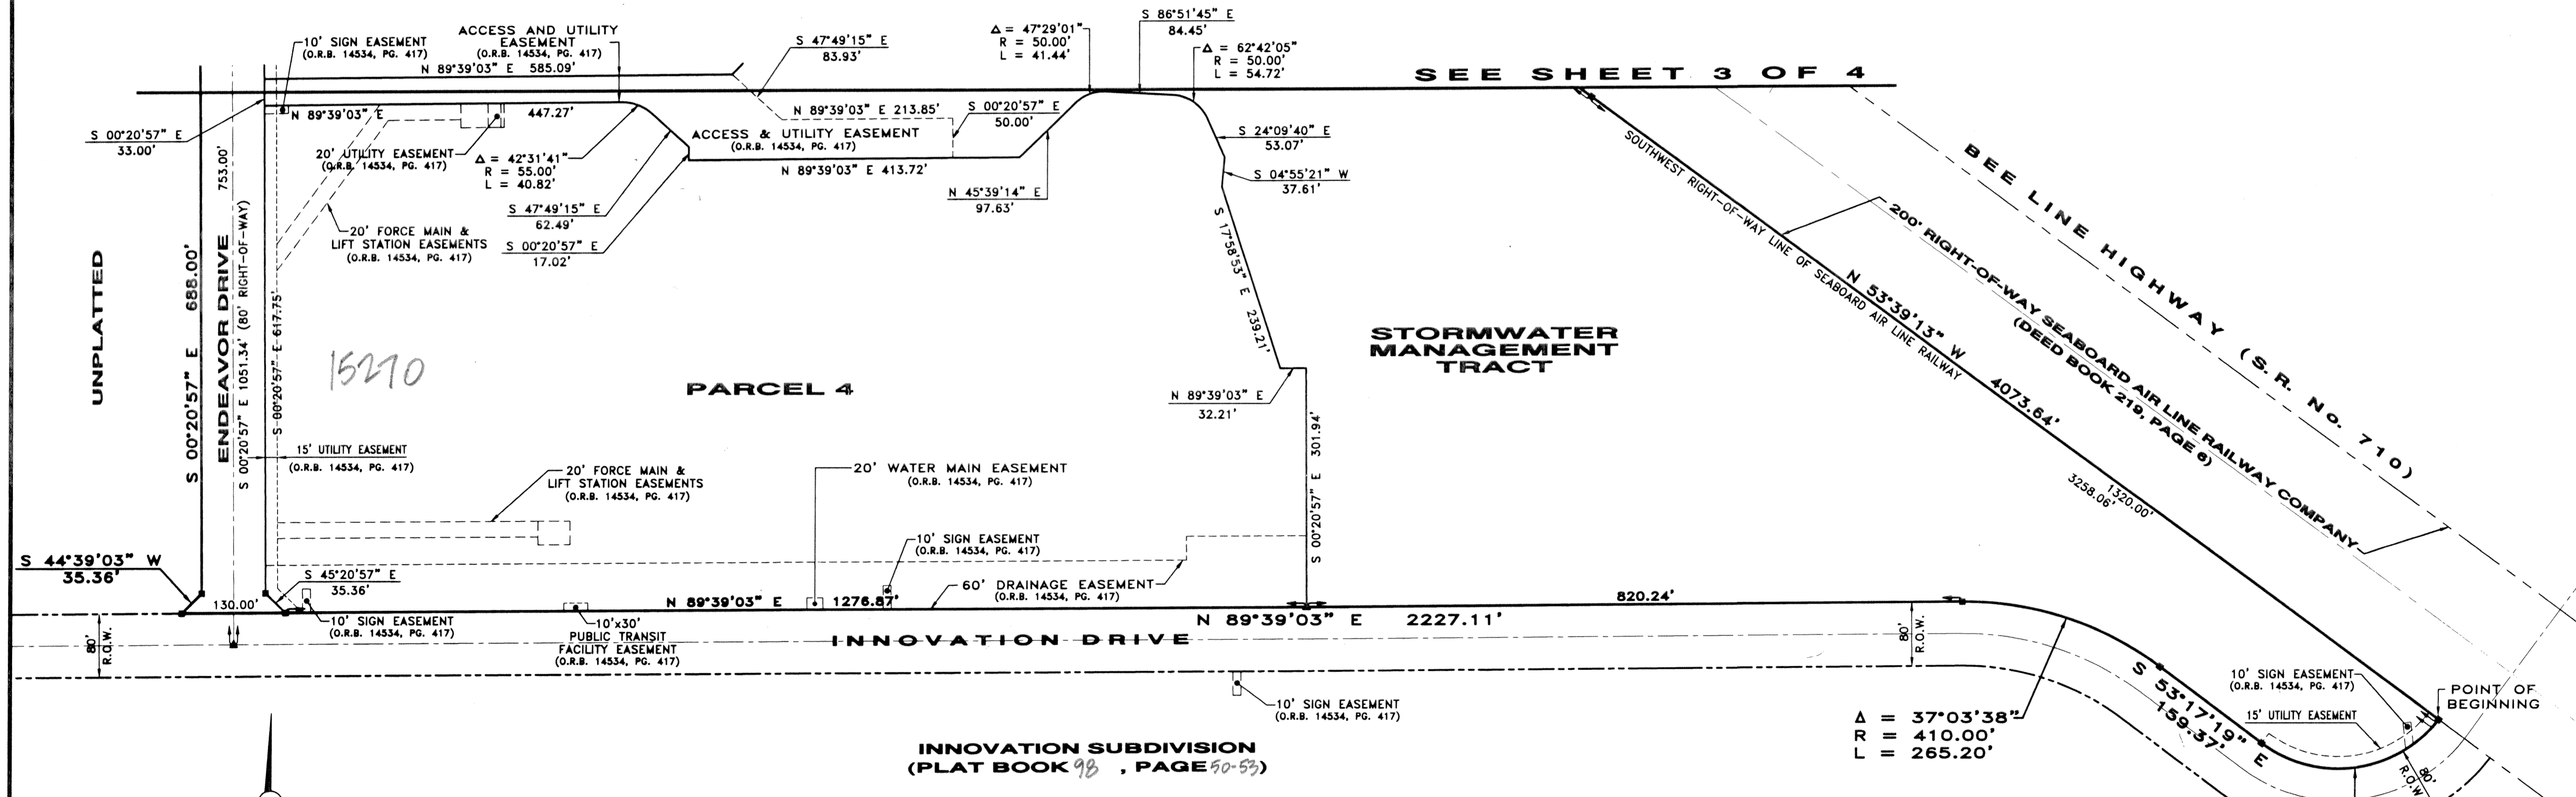 10' SIGN EASEMENT
(O.R.B. 14534, PG. 417)
ACCESS AND UTILITY
EASEMENT
(O.R.B. 14534, PG. 417)
N 89°39'03" E 585.09'
S 47°49'15" E
83.93'
Δ = 47°29'01"
R = 50.00'
L = 41.44'
S 86°51'45" E
84.45'
Δ = 62°42'05"
R = 50.00'
L = 54.72'
SEE SHEET 3 OF 4
S 00°20'57" E
33.00'
N 89°39'03" E
447.27'
N 89°39'03" E 213.85'
S 00°20'57" E
50.00'
ACCESS & UTILITY EASEMENT
(O.R.B. 14534, PG. 417)
20' UTILITY EASEMENT
(O.R.B. 14534, PG. 417)
Δ = 42°31'41"
R = 55.00'
L = 40.82'
N 89°39'03" E 413.72'
S 24°09'40" E
53.07'
S 04°55'21" W
37.61'
N 45°39'14" E
97.63'
S 47°49'15" E
62.49'
S 00°20'57" E
17.02'
20' FORCE MAIN &
LIFT STATION EASEMENTS
(O.R.B. 14534, PG. 417)
S 17°58'53" E 239.21'
UNPLATTED
S 00°20'57" E 688.00'
ENDEAVOR DRIVE
753.00'
S 00°20'57" E 1051.34' (80' RIGHT-OF-WAY)
S 00°20'57" E 617.75'
15270
PARCEL 4
STORMWATER
MANAGEMENT
TRACT
N 89°39'03" E
32.21'
S 00°20'57" E 301.94'
SOUTHWEST RIGHT-OF-WAY LINE OF SEABOARD AIR LINE RAILWAY
N 53°39'13" W 4073.64'
1320.00'
3258.06'
200' RIGHT-OF-WAY SEABOARD AIR LINE RAILWAY COMPANY
(DEED BOOK 219, PAGE 6)
BEE LINE HIGHWAY (S.R. No. 710)
15' UTILITY EASEMENT
(O.R.B. 14534, PG. 417)
20' FORCE MAIN &
LIFT STATION EASEMENTS
(O.R.B. 14534, PG. 417)
20' WATER MAIN EASEMENT
(O.R.B. 14534, PG. 417)
10' SIGN EASEMENT
(O.R.B. 14534, PG. 417)
60' DRAINAGE EASEMENT
(O.R.B. 14534, PG. 417)
S 44°39'03" W
35.36'
S 45°20'57" E
35.36'
130.00'
10' SIGN EASEMENT
(O.R.B. 14534, PG. 417)
N 89°39'03" E 1276.87'
820.24'
N 89°39'03" E 2227.11'
10'x30'
PUBLIC TRANSIT
FACILITY EASEMENT
(O.R.B. 14534, PG. 417)
INNOVATION DRIVE
80'
R.O.W.
80'
R.O.W.
10' SIGN EASEMENT
(O.R.B. 14534, PG. 417)
Δ = 37°03'38"
R = 410.00'
L = 265.20'
S 53°17'19" E
159.37'
10' SIGN EASEMENT
(O.R.B. 14534, PG. 417)
15' UTILITY EASEMENT
POINT OF
BEGINNING
80'
R.O.W
INNOVATION SUBDIVISION
(PLAT BOOK 98 , PAGE 50-53)